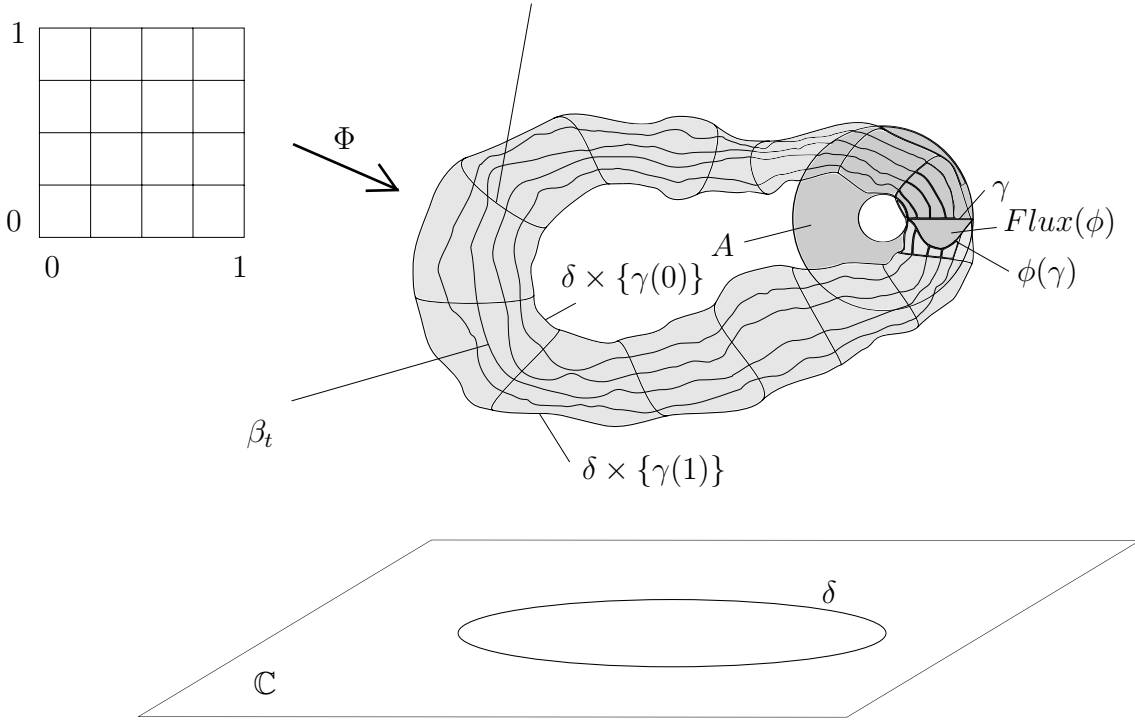 1
Φ
0
0 1
γ
Flux(ϕ)
A
ϕ(γ)
δ × {γ(0)}
β_t
δ × {γ(1)}
δ
ℂ